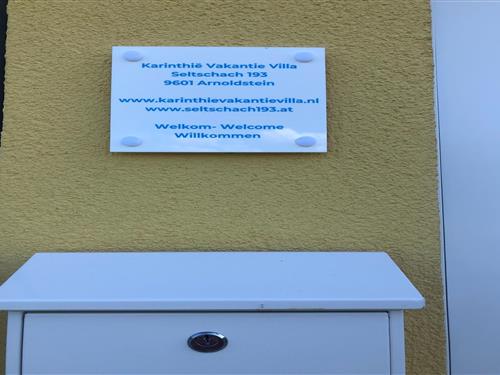 Karinthië Vakantie Villa
Seltschach 193
9601 Arnoldstein
www.karinthievakantievilla.nl
www.seltschach193.at
Welkom- Welcome
Willkommen